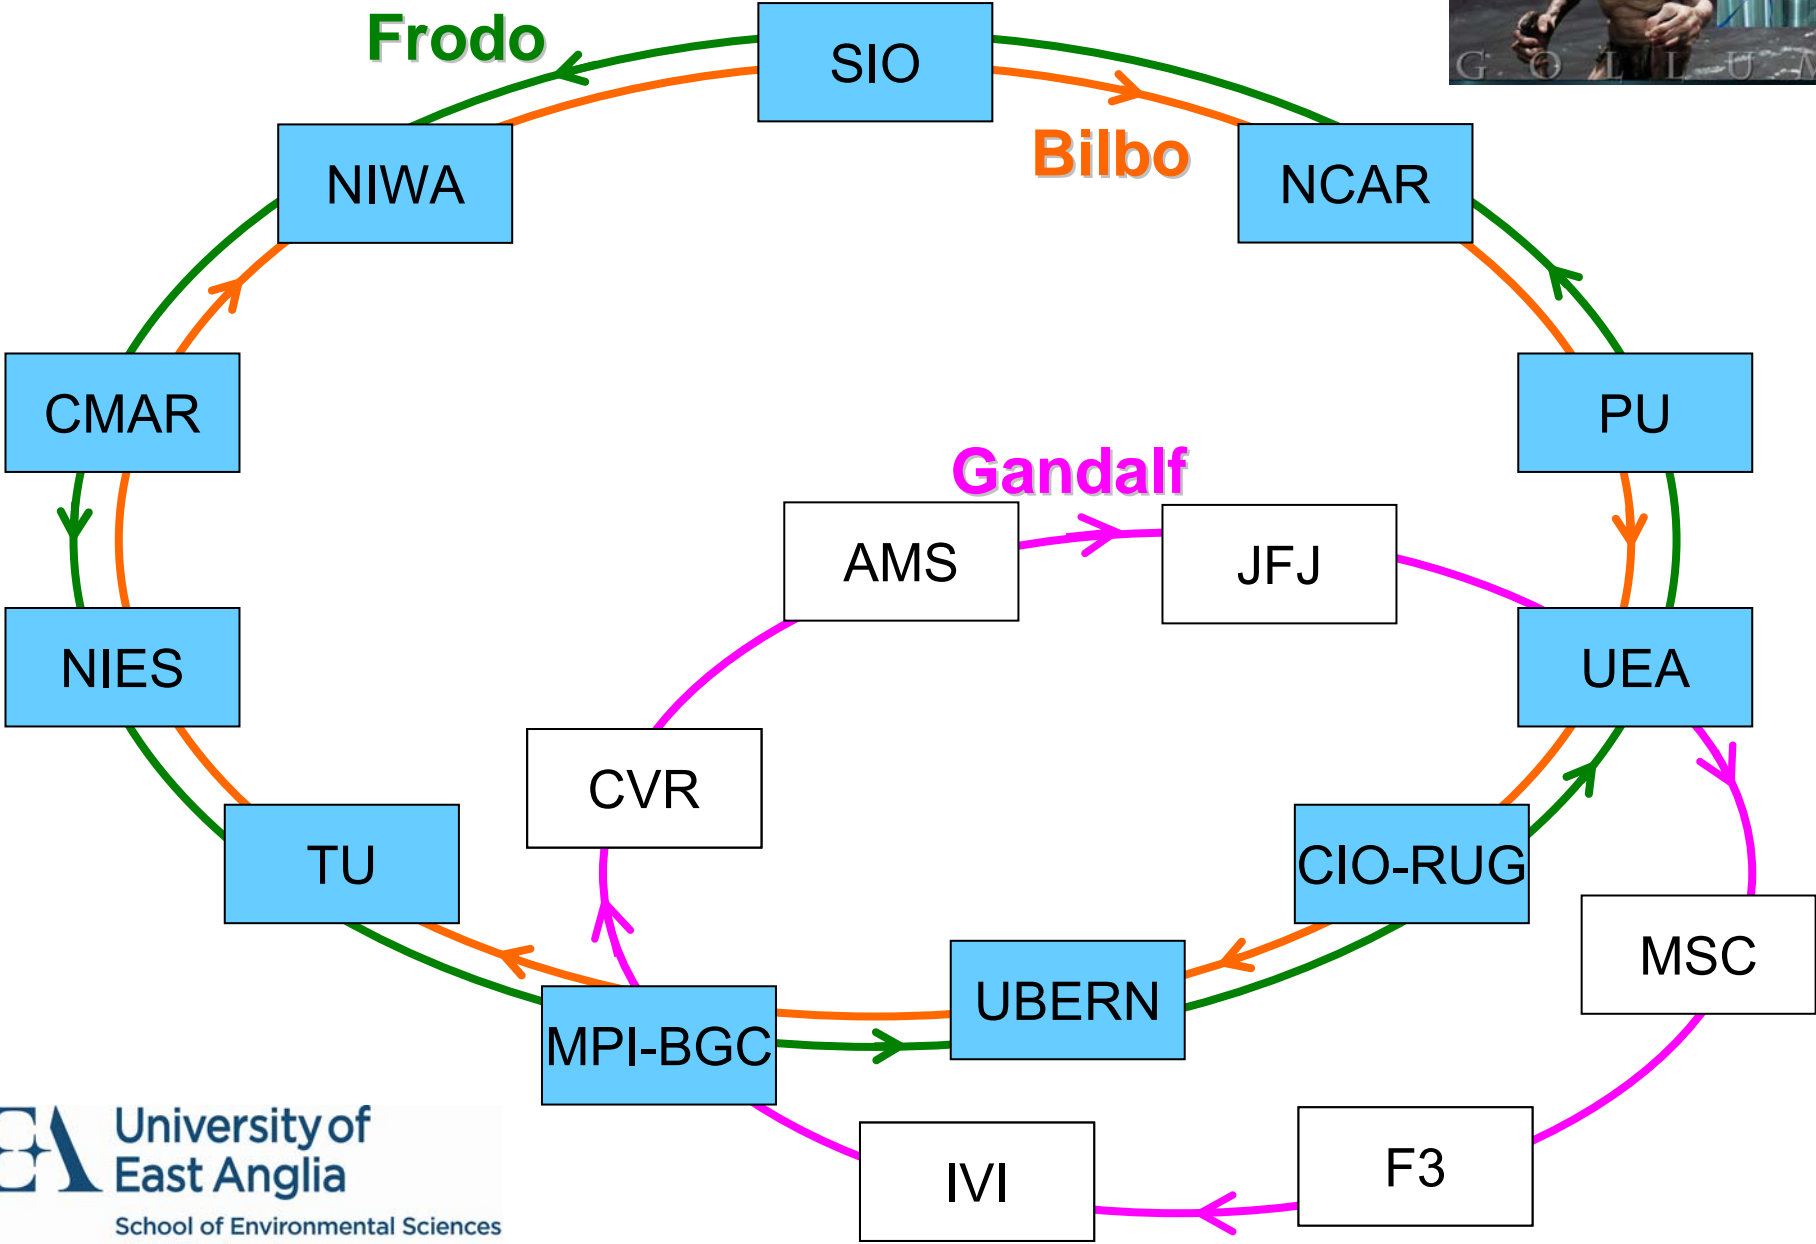 Frodo
SIO
GOLLUM
Bilbo
NIWA
NCAR
CMAR
PU
Gandalf
AMS
JFJ
NIES
UEA
CVR
TU
CIO-RUG
MSC
UBERN
MPI-BGC
IVI
F3
University of
East Anglia
School of Environmental Sciences